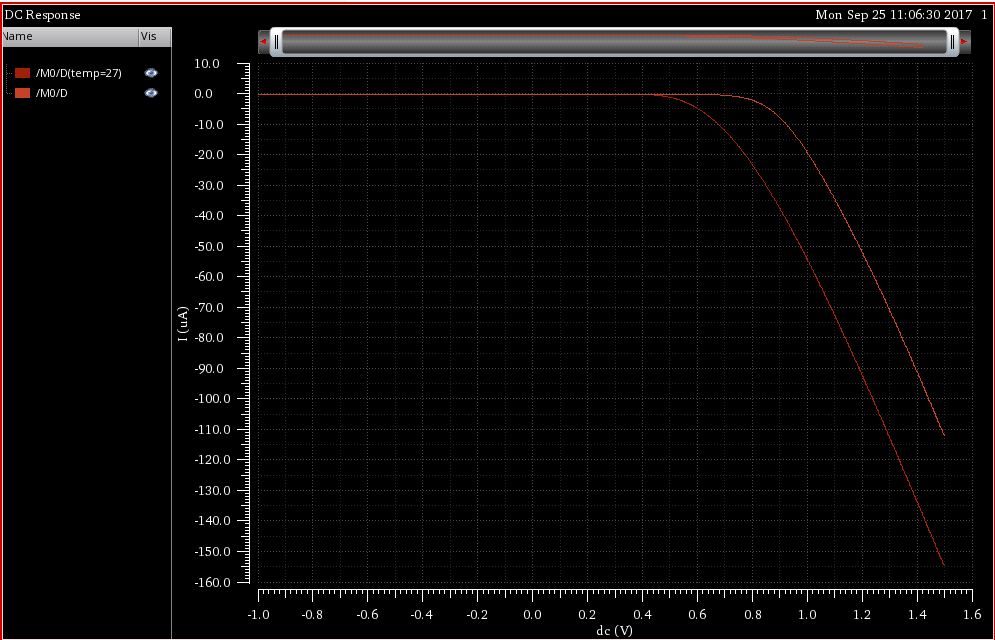 DC Response
Mon Sep 25 11:06:30 2017 1
Name Vis
/M0/D(temp=27)
/M0/D
10.0
0.0
-10.0
-20.0
-30.0
-40.0
-50.0
-60.0
-70.0
-80.0
-90.0
-100.0
-110.0
-120.0
-130.0
-140.0
-150.0
-160.0
I (uA)
-1.0 -0.8 -0.6 -0.4 -0.2 0.0 0.2 0.4 0.6 0.8 1.0 1.2 1.4 1.6
dc (V)